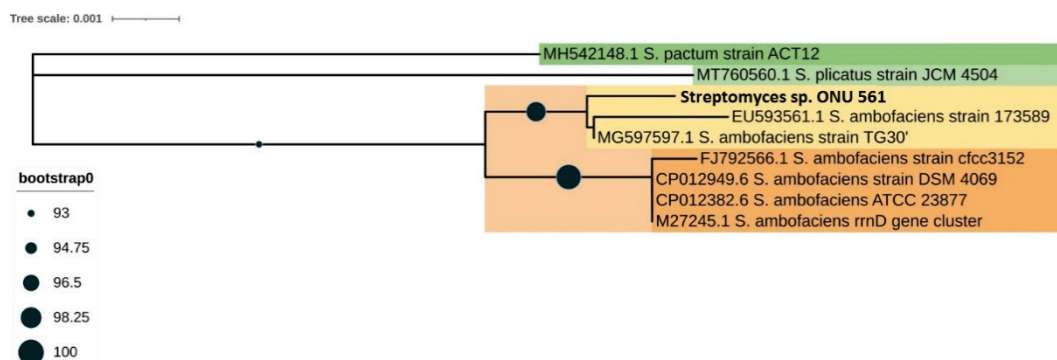 Tree scale: 0.001
MH542148.1 S. pactum strain ACT12
MT760560.1 S. plicatus strain JCM 4504
Streptomyces sp. ONU 561
EU593561.1 S. ambofaciens strain 173589
MG597597.1 S. ambofaciens strain TG30'
FJ792566.1 S. ambofaciens strain cfcc3152
CP012949.6 S. ambofaciens strain DSM 4069
CP012382.6 S. ambofaciens ATCC 23877
M27245.1 S. ambofaciens rrnD gene cluster
bootstrap0
93
94.75
96.5
98.25
100